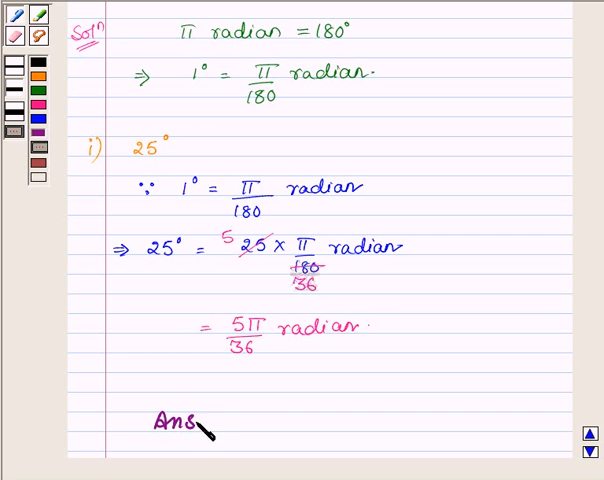 Solⁿ π radian = 180°
⇒ 1° = π/180 radian.
i) 25°
∵ 1° = π/180 radian
⇒ 25° = 5 25 × π/180 radian
36
= 5π/36 radian.
Ans